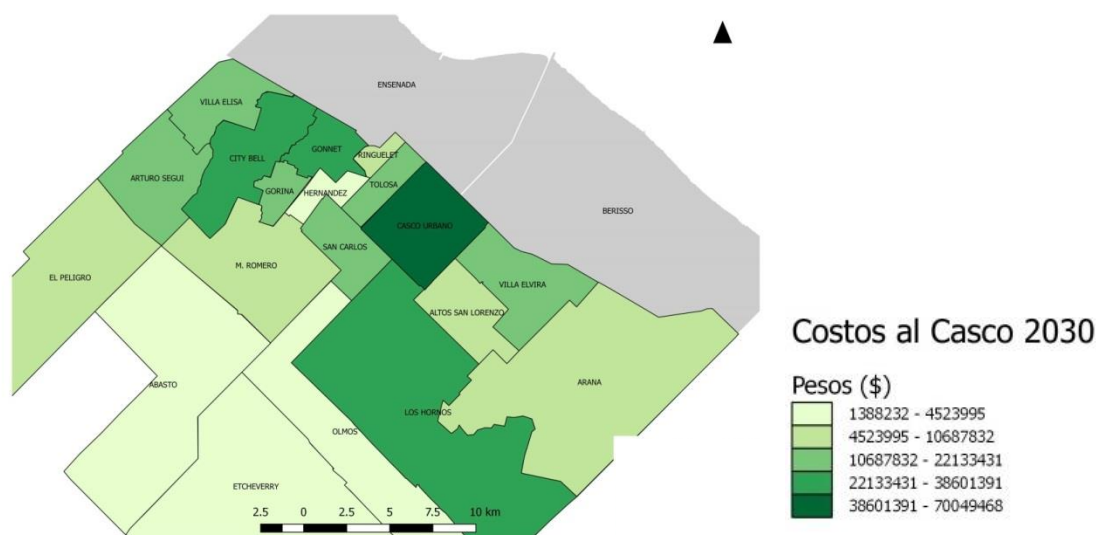 ENSENADA
VILLA ELISA
CITY BELL
GONNET
RINGUELET
ARTURO SEGUI
GORINA
HERNANDEZ
TOLOSA
BERISSO
CASCO URBANO
SAN CARLOS
M. ROMERO
EL PELIGRO
VILLA ELVIRA
ALTOS SAN LORENZO
ARANA
ABASTO
LOS HORNOS
OLMOS
ETCHEVERRY
2.5 0 2.5 5 7.5 10 km
Costos al Casco 2030
Pesos ($)
1388232 - 4523995
4523995 - 10687832
10687832 - 22133431
22133431 - 38601391
38601391 - 70049468